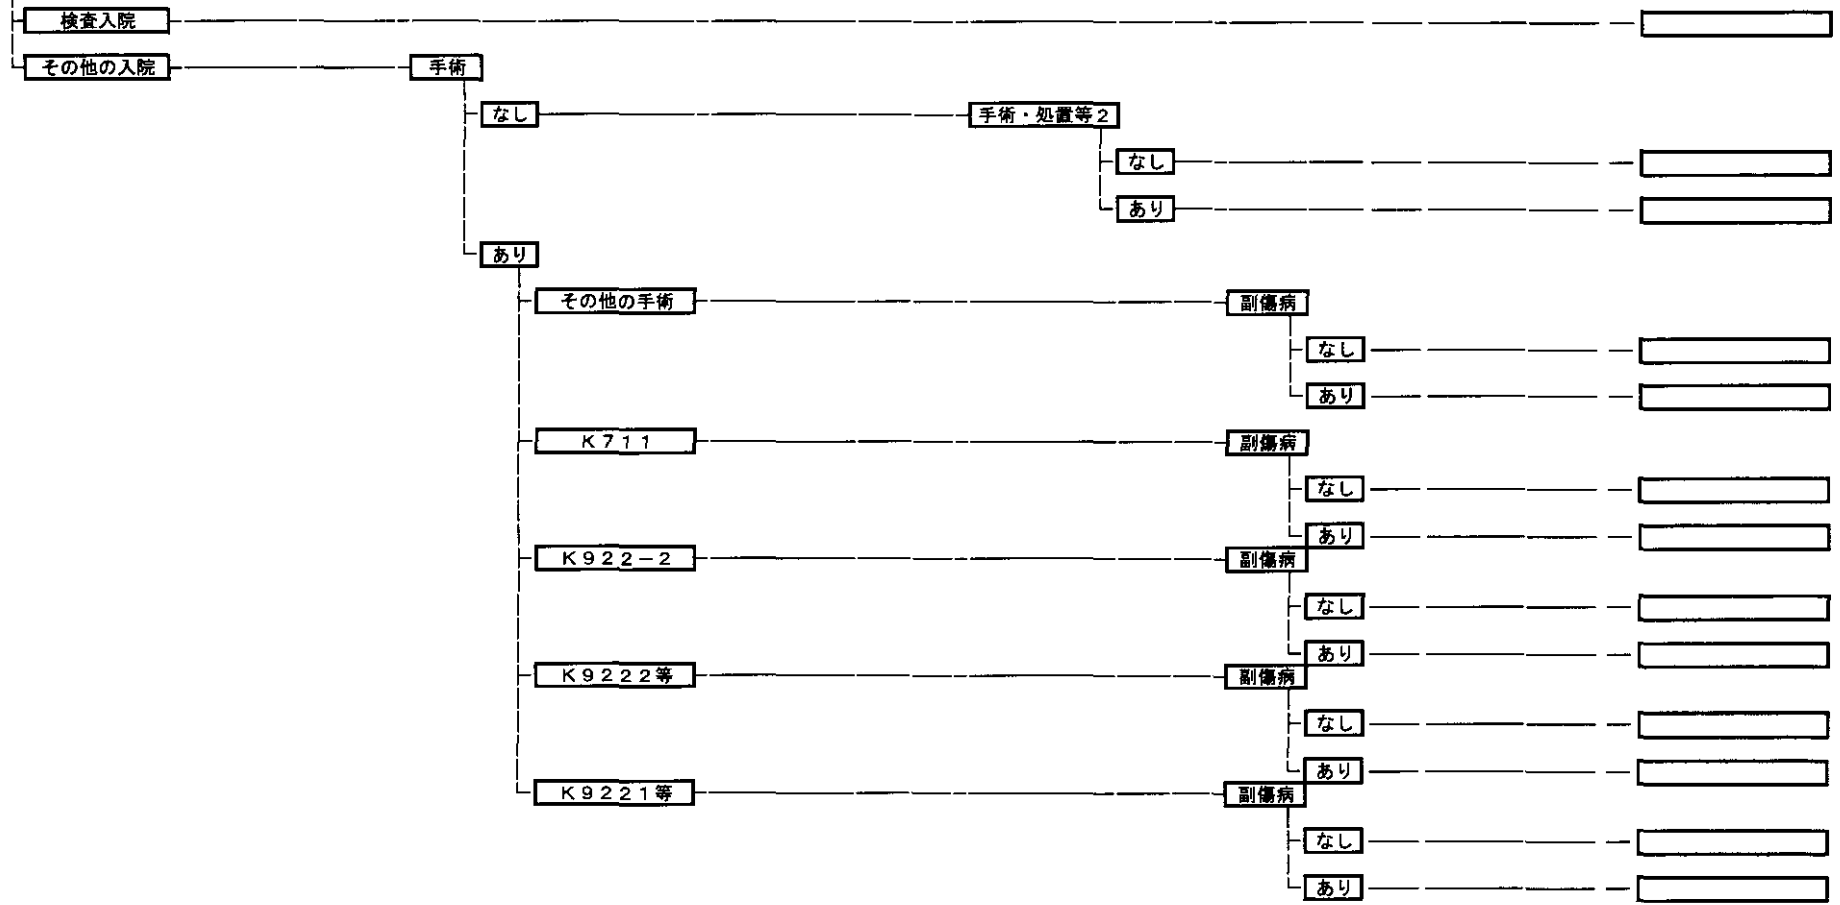 検査入院
その他の入院
手術
なし
手術・処置等２
なし
あり
あり
その他の手術
副傷病
なし
あり
Ｋ７１１
副傷病
なし
あり
Ｋ９２２－２
副傷病
なし
あり
Ｋ９２２２等
副傷病
なし
あり
Ｋ９２２１等
副傷病
なし
あり